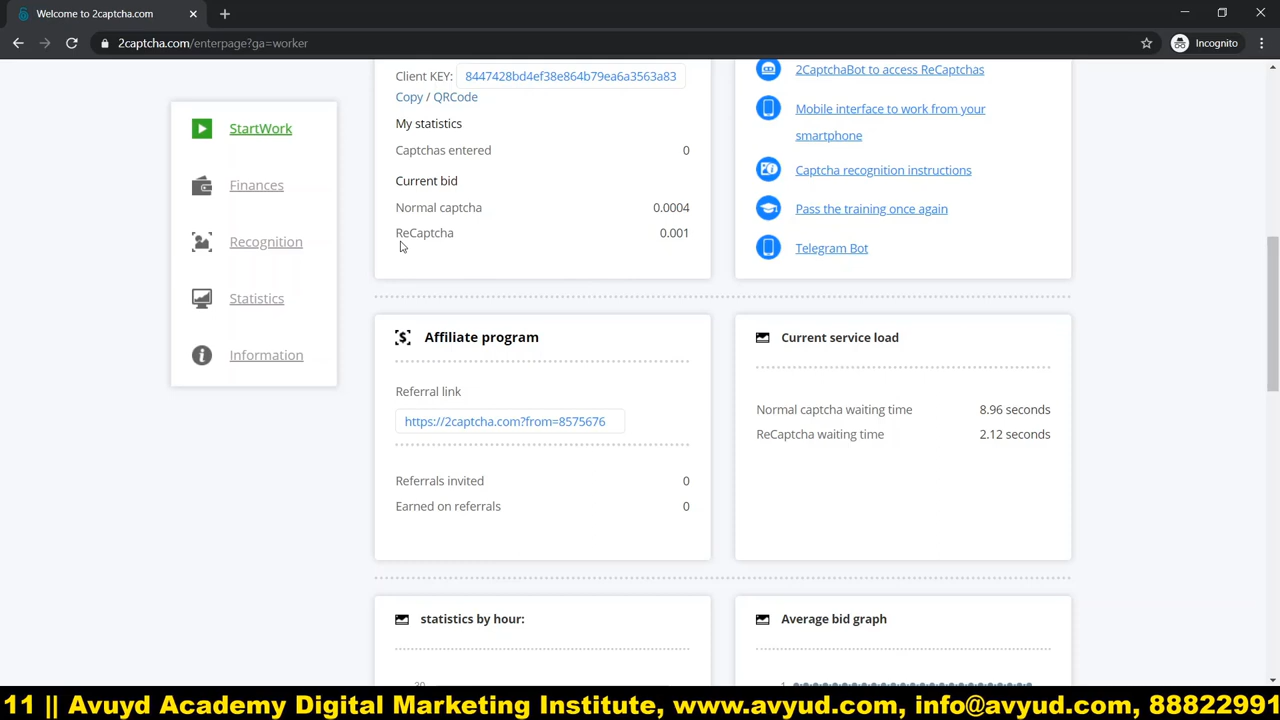 Welcome to 2captcha.com
2captcha.com/enterpage?ga=worker
Incognito
StartWork
Finances
Recognition
Statistics
Information
Client KEY: 8447428bd4ef38e864b79ea6a3563a83
Copy / QRCode
My statistics
Captchas entered 0
Current bid
Normal captcha 0.0004
ReCaptcha 0.001
2CaptchaBot to access ReCaptchas
Mobile interface to work from your
smartphone
Captcha recognition instructions
Pass the training once again
Telegram Bot
Affiliate program
Referral link
https://2captcha.com?from=8575676
Referrals invited 0
Earned on referrals 0
Current service load
Normal captcha waiting time 8.96 seconds
ReCaptcha waiting time 2.12 seconds
statistics by hour:
30
Average bid graph
1
11 || Avuyd Academy Digital Marketing Institute, www.avyud.com, info@avyud.com, 88822991